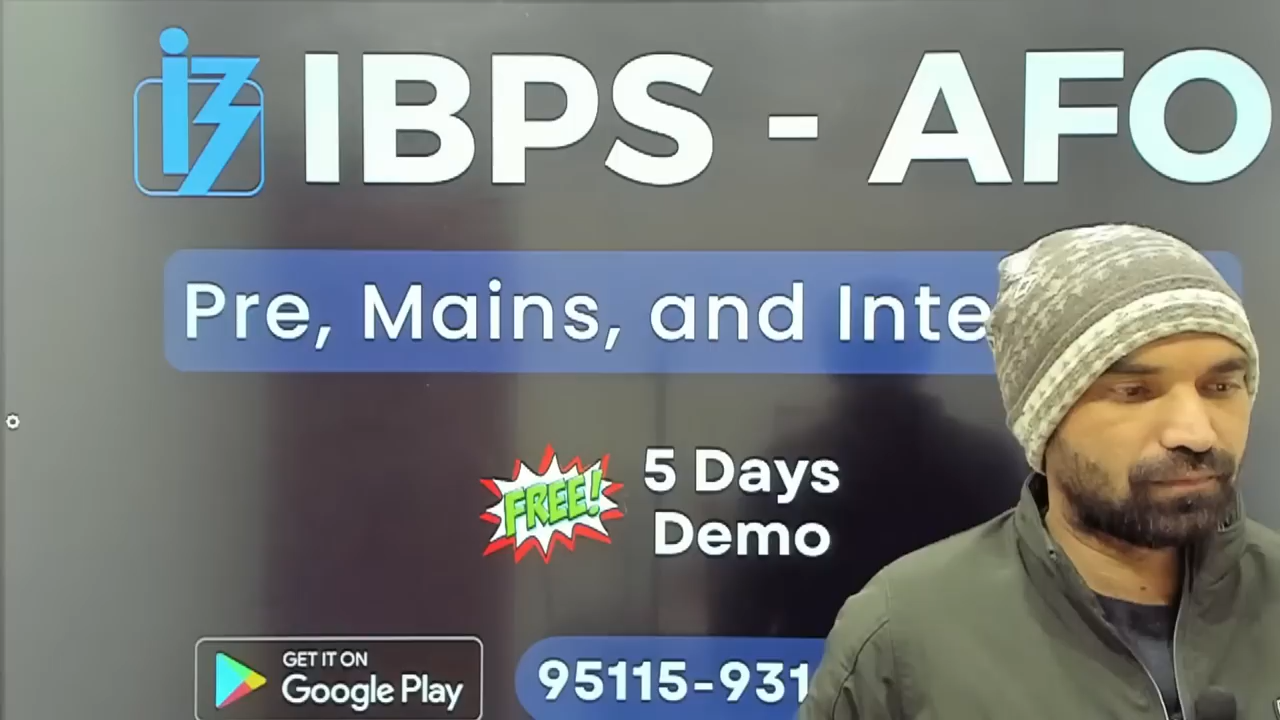 IBPS - AFO
Pre, Mains, and Inte
FREE!
5 Days
Demo
GET IT ON
Google Play
95115-931